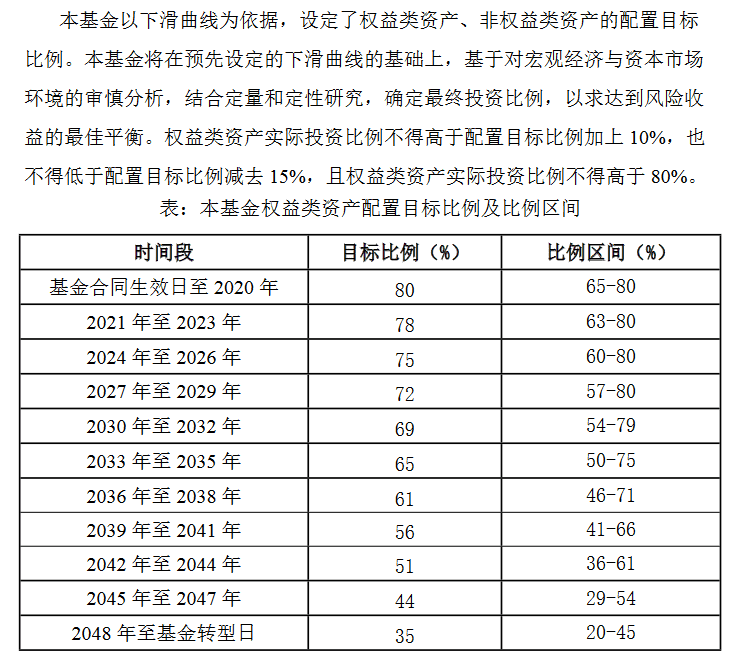 本基金以下滑曲线为依据，设定了权益类资产、非权益类资产的配置目标
比例。本基金将在预先设定的下滑曲线的基础上，基于对宏观经济与资本市场
环境的审慎分析，结合定量和定性研究，确定最终投资比例，以求达到风险收
益的最佳平衡。权益类资产实际投资比例不得高于配置目标比例加上 10%，也
不得低于配置目标比例减去 15%，且权益类资产实际投资比例不得高于 80%。
表：本基金权益类资产配置目标比例及比例区间
时间段 目标比例（%） 比例区间（%）
基金合同生效日至 2020 年 80 65-80
2021 年至 2023 年 78 63-80
2024 年至 2026 年 75 60-80
2027 年至 2029 年 72 57-80
2030 年至 2032 年 69 54-79
2033 年至 2035 年 65 50-75
2036 年至 2038 年 61 46-71
2039 年至 2041 年 56 41-66
2042 年至 2044 年 51 36-61
2045 年至 2047 年 44 29-54
2048 年至基金转型日 35 20-45